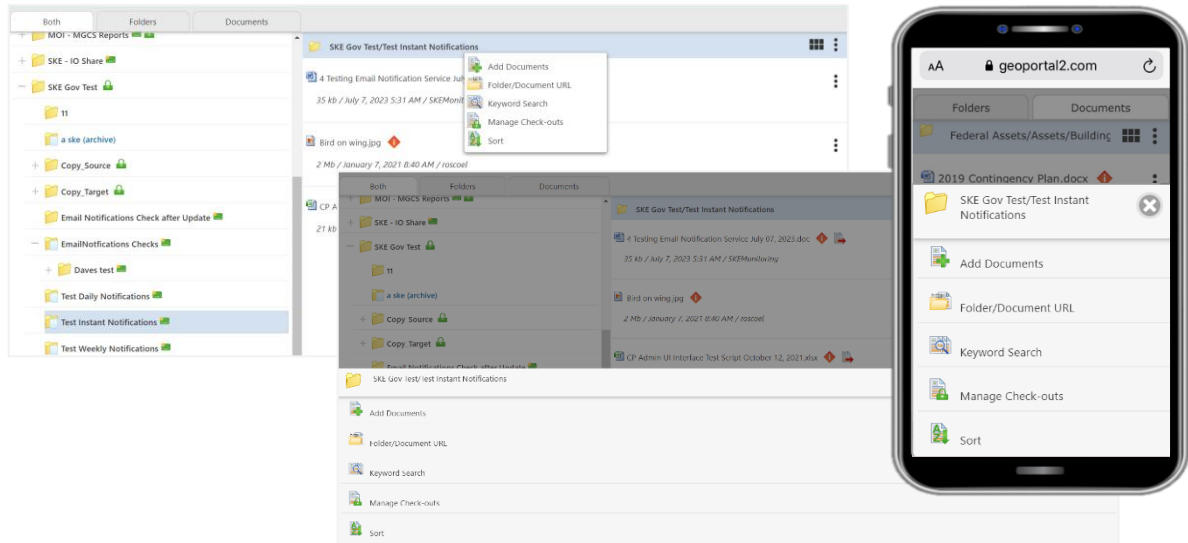 Both Folders Documents
MOI - MGCS Reports
SKE - IO Share
SKE Gov Test
11
a ske (archive)
Copy_Source
Copy_Target
Email Notifications Check after Update
EmailNotfications Checks
Daves test
Test Daily Notifications
Test Instant Notifications
Test Weekly Notifications
SKE Gov Test/Test Instant Notifications
4 Testing Email Notification Service July
35 kb / July 7, 2023 5:31 AM / SKEMonit
Bird on wing.jpg
2 Mb / January 7, 2021 8:40 AM / roscoel
CP A
21 kb
Add Documents
Folder/Document URL
Keyword Search
Manage Check-outs
Sort
Both Folders Documents
MOI - MGCS Reports
SKE - IO Share
SKE Gov Test
11
a ske (archive)
Copy Source
Copy_Target
Email Notifications Check after Update
SKE Gov Test/Test Instant Notifications
4 Testing Email Notification Service July 07, 2023.doc
35 kb / July 7, 2023 5:31 AM / SKEMonitoring
Bird on wing.jpg
2 Mb / January 7, 2021 8:40 AM / roscoel
CP Admin UI Interface Test Script October 12, 2021.xlsx
SKE Gov Test/Test Instant Notifications
Add Documents
Folder/Document URL
Keyword Search
Manage Check-outs
Sort
AA geoportal2.com
Folders Documents
Federal Assets/Assets/Building
2019 Contingency Plan.docx
SKE Gov Test/Test Instant
Notifications
Add Documents
Folder/Document URL
Keyword Search
Manage Check-outs
Sort